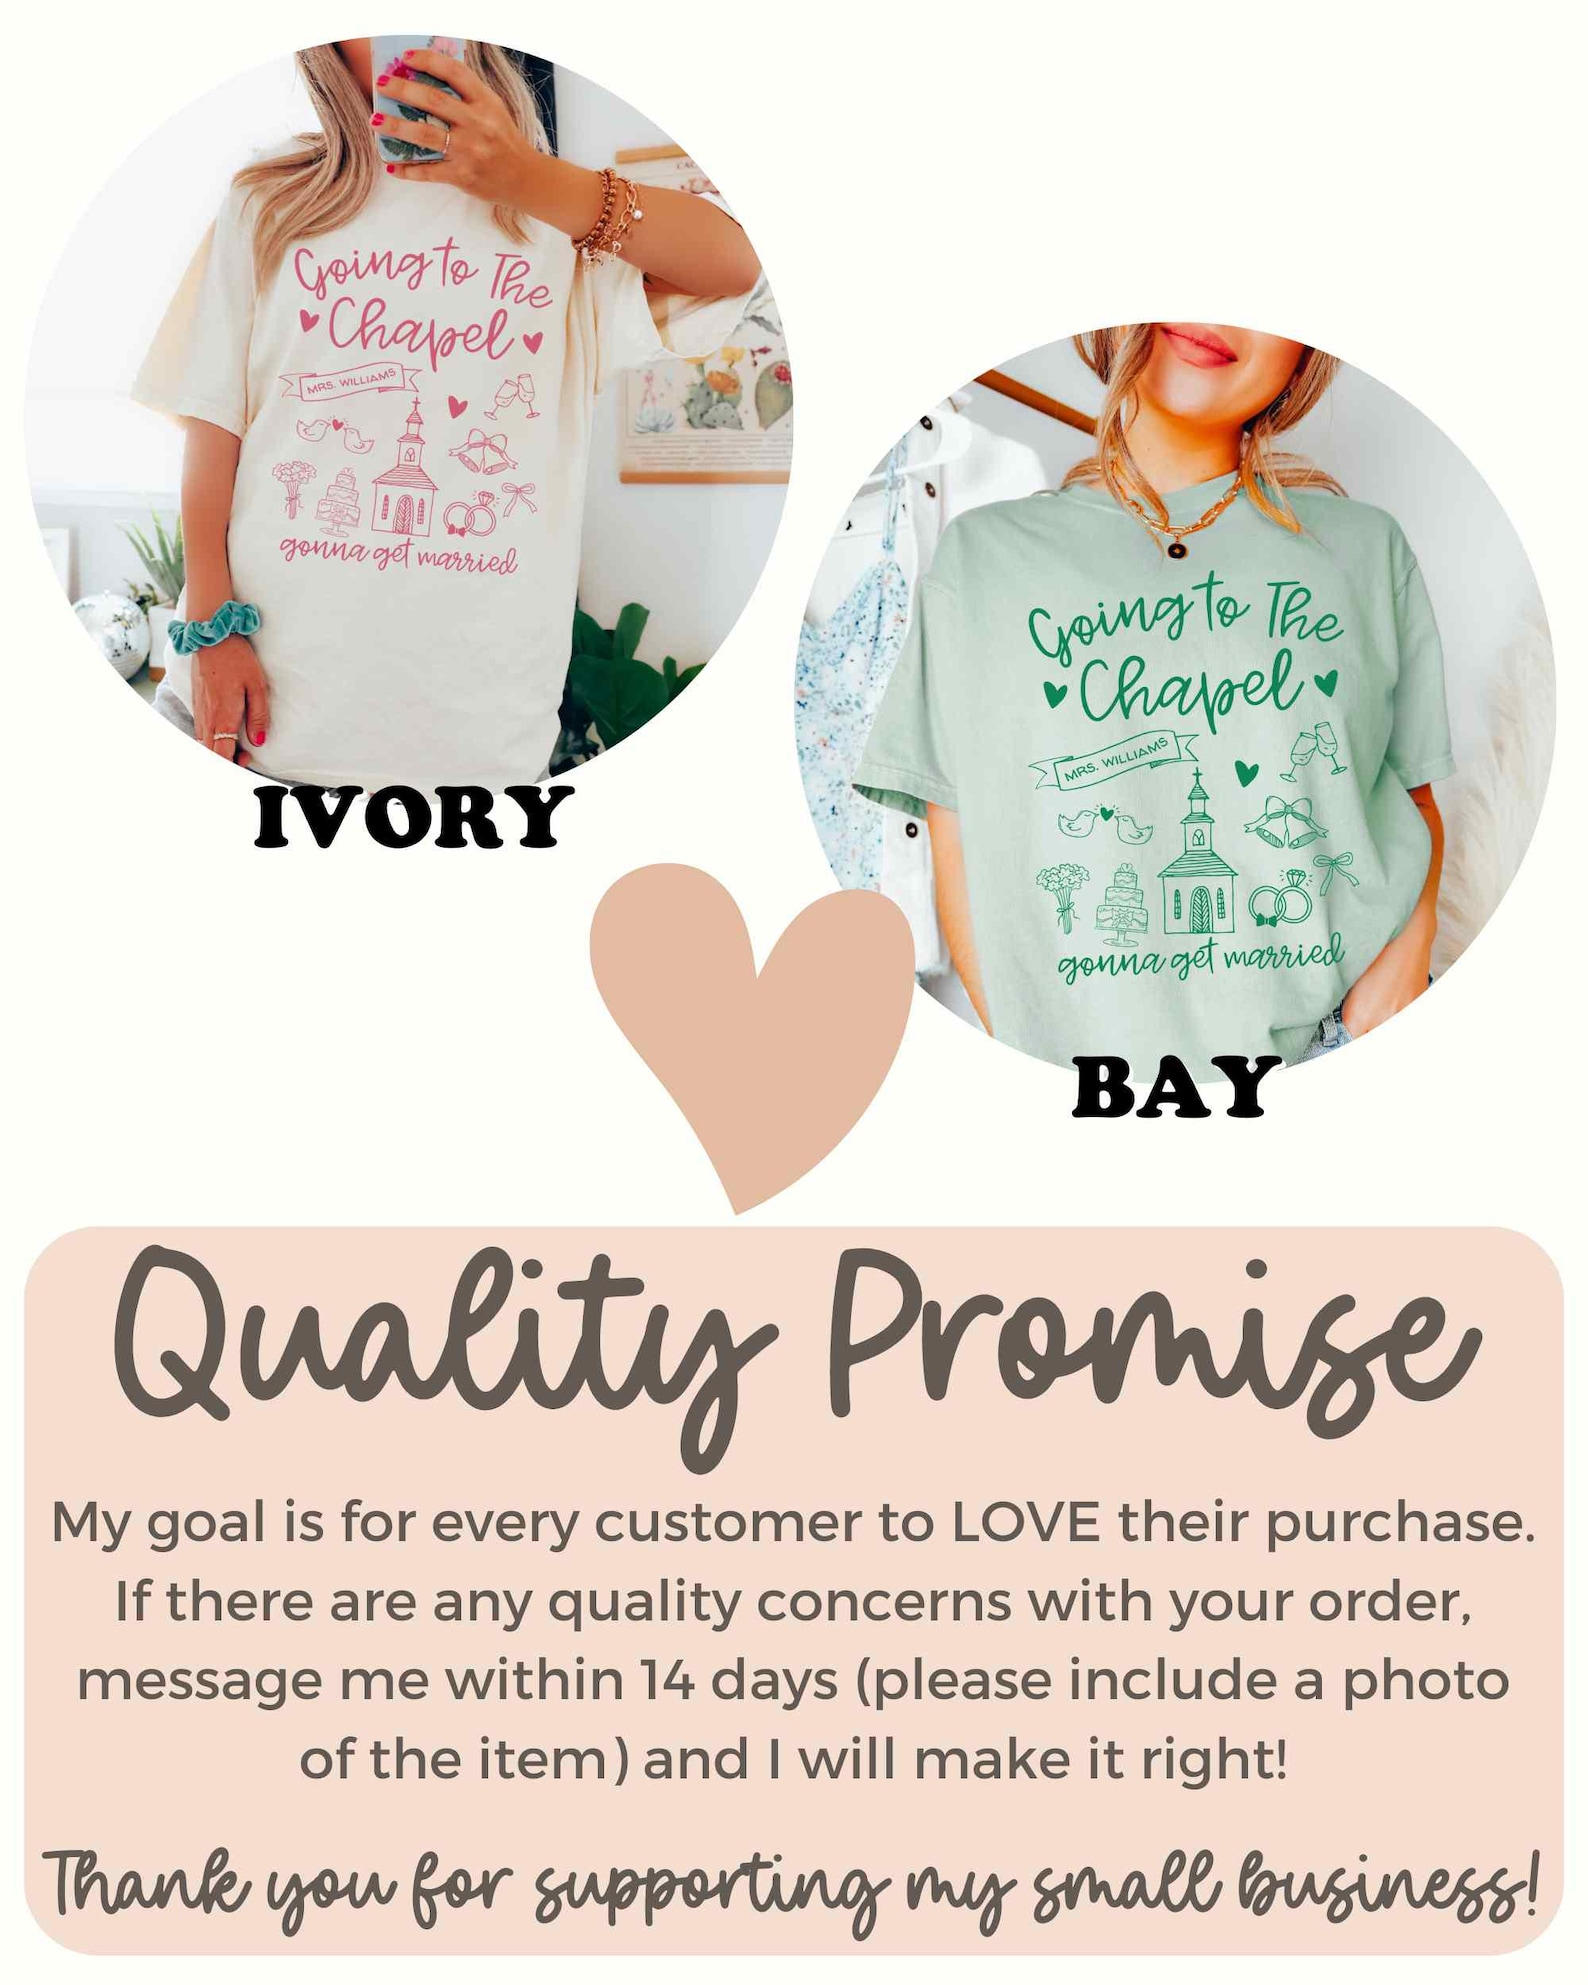 Going to The
Chapel
MRS. WILLIAMS
gonna get married
IVORY
Going to The
Chapel
MRS. WILLIAMS
gonna get married
BAY
Quality Promise
My goal is for every customer to LOVE their purchase.
If there are any quality concerns with your order,
message me within 14 days (please include a photo
of the item) and I will make it right!
Thank you for supporting my small business!